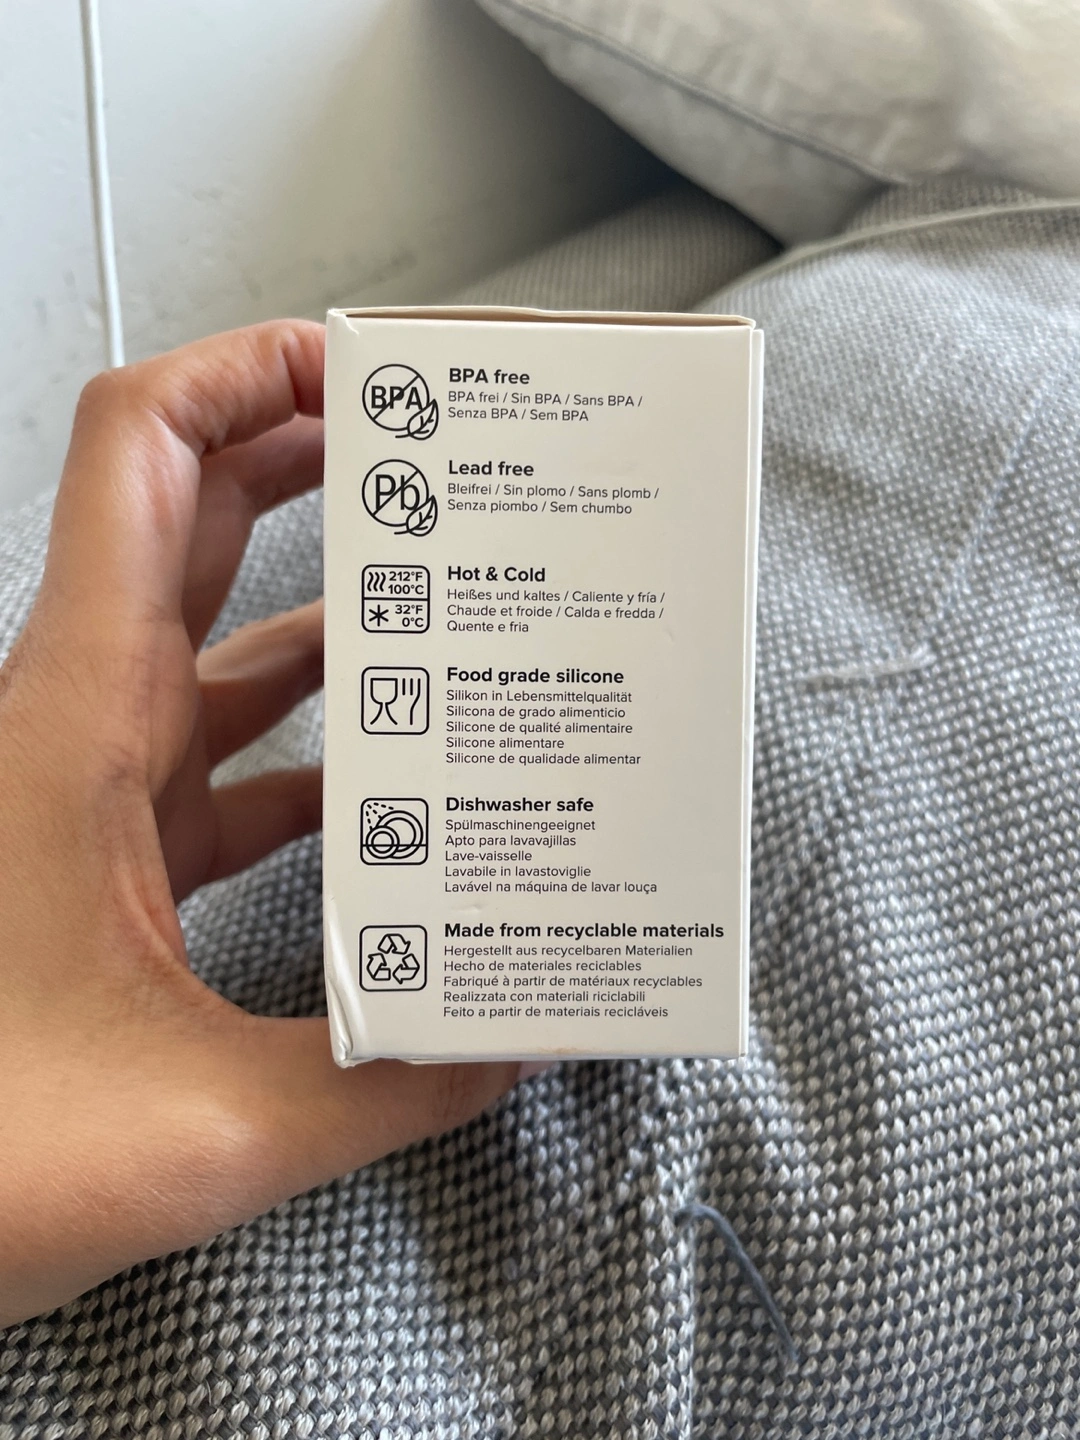 BPA
BPA free
BPA frei / Sin BPA / Sans BPA /
Senza BPA / Sem BPA
Pb
Lead free
Bleifrei / Sin plomo / Sans plomb /
Senza piombo / Sem chumbo
212°F
100°C
32°F
0°C
Hot & Cold
Heißes und kaltes / Caliente y fría /
Chaude et froide / Calda e fredda /
Quente e fria
Food grade silicone
Silikon in Lebensmittelqualität
Silicona de grado alimenticio
Silicone de qualité alimentaire
Silicone alimentare
Silicone de qualidade alimentar
Dishwasher safe
Spülmaschinengeeignet
Apto para lavavajillas
Lave-vaisselle
Lavabile in lavastoviglie
Lavável na máquina de lavar louça
Made from recyclable materials
Hergestellt aus recycelbaren Materialien
Hecho de materiales reciclables
Fabriqué à partir de matériaux recyclables
Realizzata con materiali riciclabili
Feito a partir de materiais recicláveis